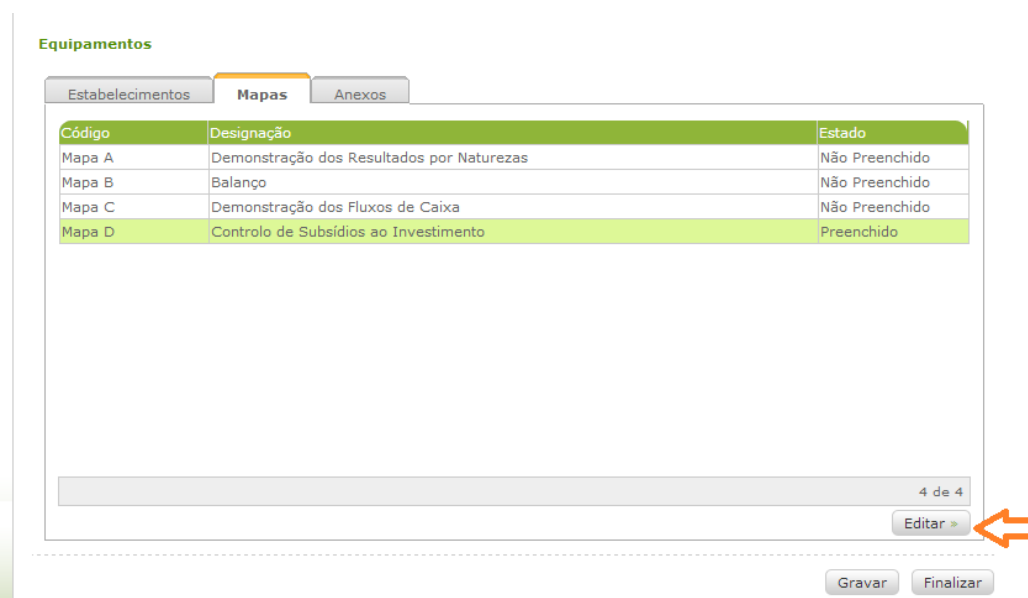 Equipamentos
Estabelecimentos Mapas Anexos
Código Designação Estado
Mapa A Demonstração dos Resultados por Naturezas Não Preenchido
Mapa B Balanço Não Preenchido
Mapa C Demonstração dos Fluxos de Caixa Não Preenchido
Mapa D Controlo de Subsídios ao Investimento Preenchido
4 de 4
Editar »
Gravar Finalizar